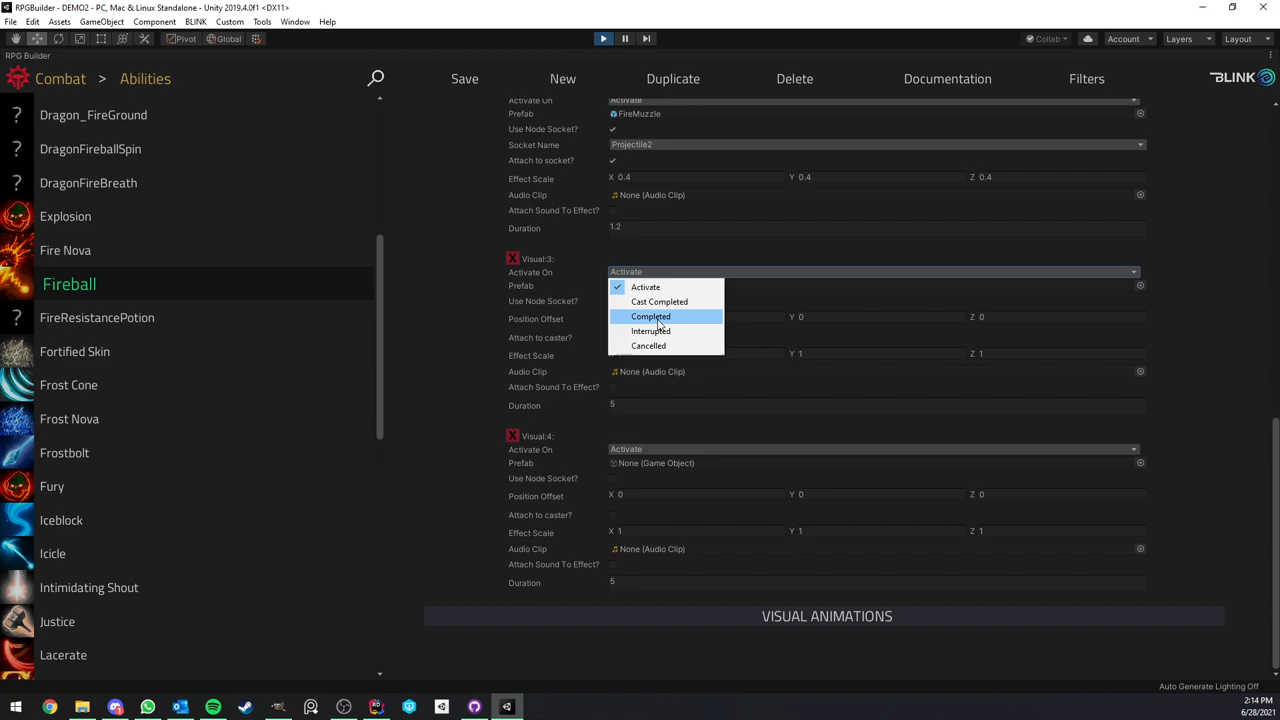 RPGBuilder - DEMO2 - PC, Mac & Linux Standalone - Unity 2019.4.0f1 <DX11>
File Edit Assets GameObject Component BLINK Custom Tools Window Help
Pivot Global Collab Account Layers Layout
RPG Builder
Combat > Abilities Save New Duplicate Delete Documentation Filters BLINK
Activate On Activate
? Dragon_FireGround
Prefab FireMuzzle
Use Node Socket?
Socket Name Projectile2
? DragonFireballSpin
Attach to socket?
Effect Scale X 0.4 Y 0.4 Z 0.4
? DragonFireBreath
Audio Clip None (Audio Clip)
Attach Sound To Effect?
Explosion
Duration 1.2
Fire Nova
Visual:3:
Activate On Activate
Fireball
Prefab
Activate
Use Node Socket?
Cast Completed
? FireResistancePotion
Position Offset Y 0 Z 0
Completed
Interrupted
Attach to caster?
Cancelled
Fortified Skin
Effect Scale Y 1 Z 1
Audio Clip None (Audio Clip)
Frost Cone
Attach Sound To Effect?
Duration 5
Frost Nova
Visual:4:
Activate On Activate
Frostbolt
Prefab None (Game Object)
Use Node Socket?
Fury
Position Offset X 0 Y 0 Z 0
Attach to caster?
Iceblock
Effect Scale X 1 Y 1 Z 1
Audio Clip None (Audio Clip)
Icicle
Attach Sound To Effect?
Duration 5
Intimidating Shout
VISUAL ANIMATIONS
Justice
Lacerate
Auto Generate Lighting Off
2:14 PM
6/28/2021